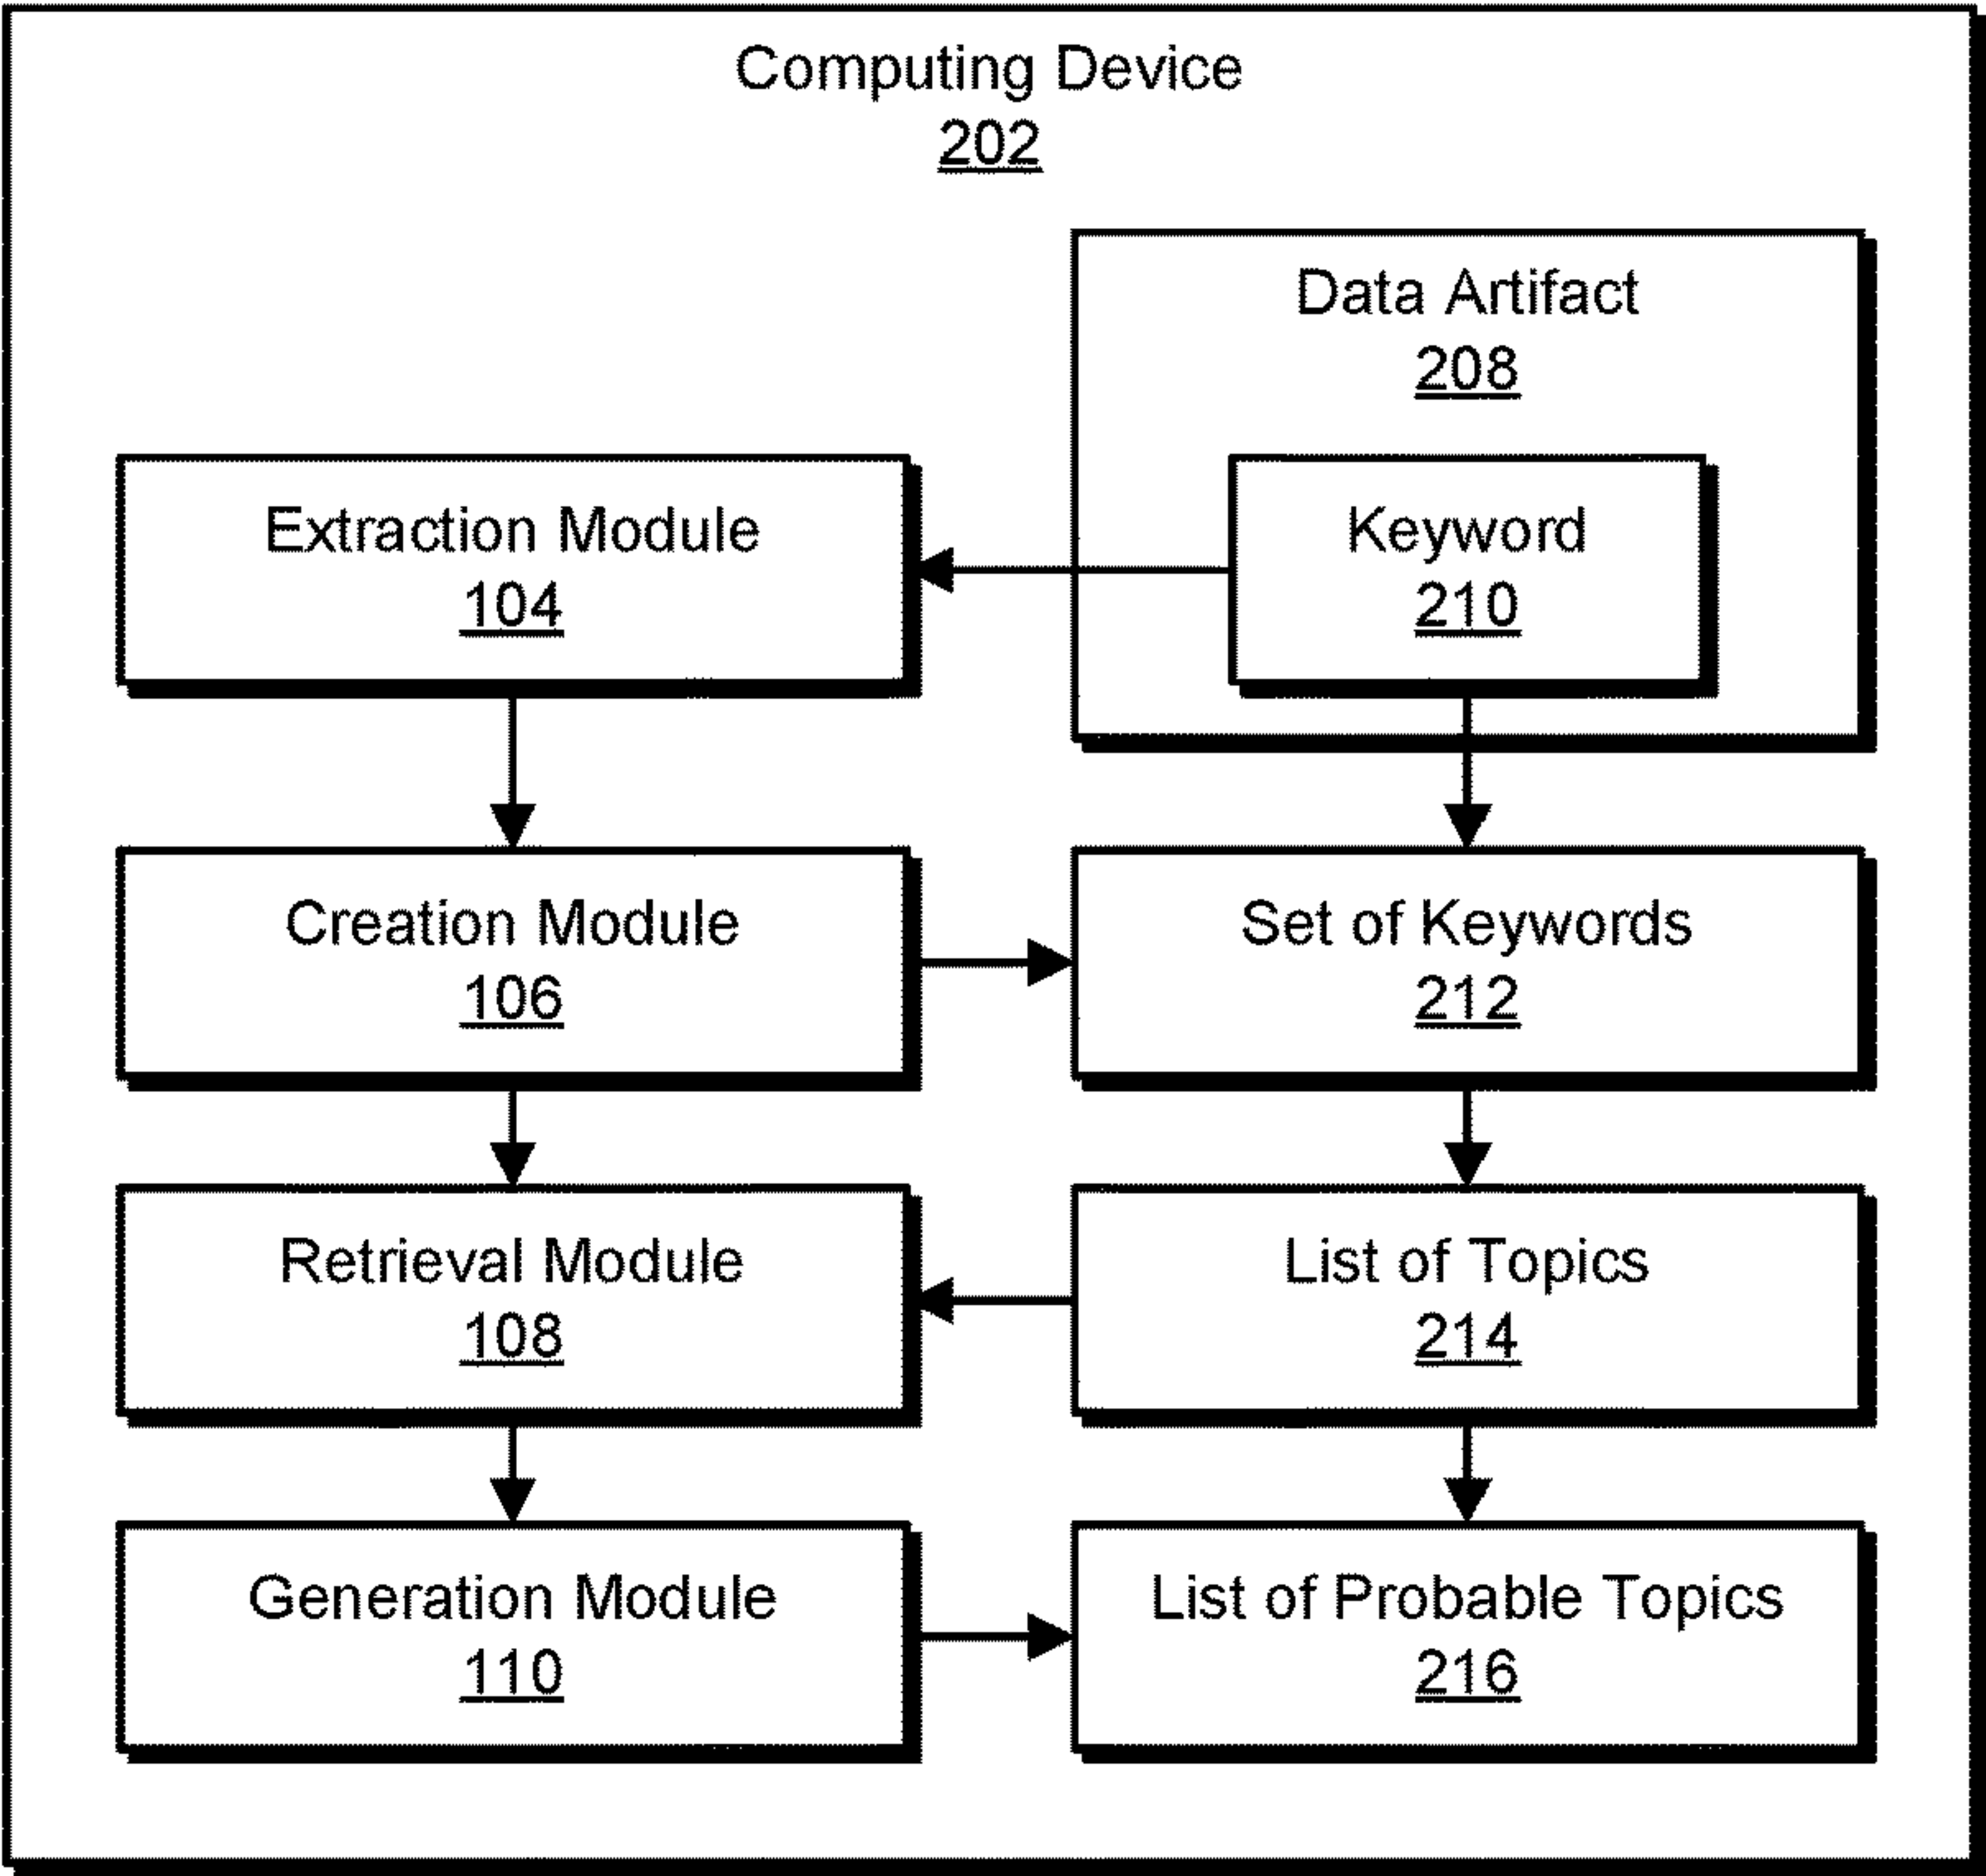 Computing Device
202
Data Artifact
208
Extraction Module
104
Keyword
210
Creation Module
106
Set of Keywords
212
Retrieval Module
108
List of Topics
214
Generation Module
110
List of Probable Topics
216